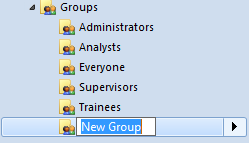 Groups
Administrators
Analysts
Everyone
Supervisors
Trainees
New Group